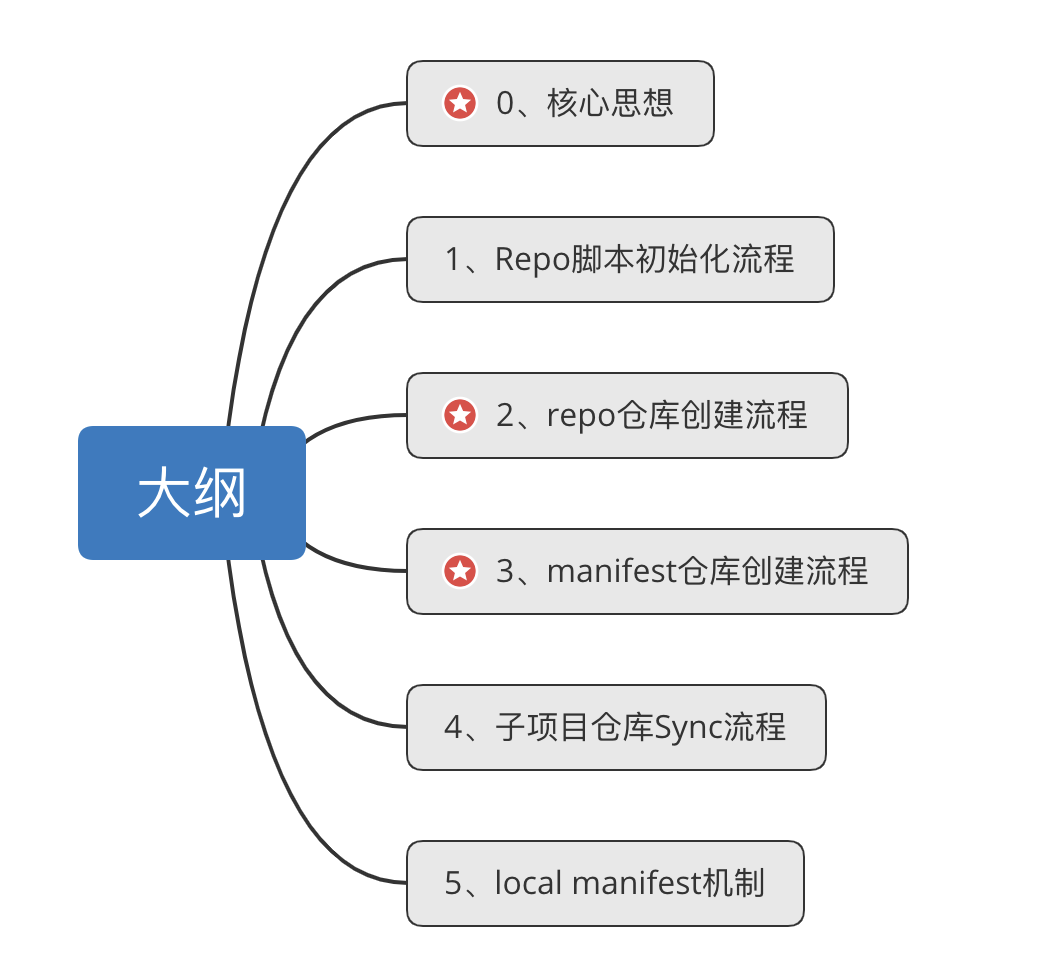 0、核心思想
1、Repo脚本初始化流程
2、repo仓库创建流程
大纲
3、manifest仓库创建流程
4、子项目仓库Sync流程
5、local manifest机制